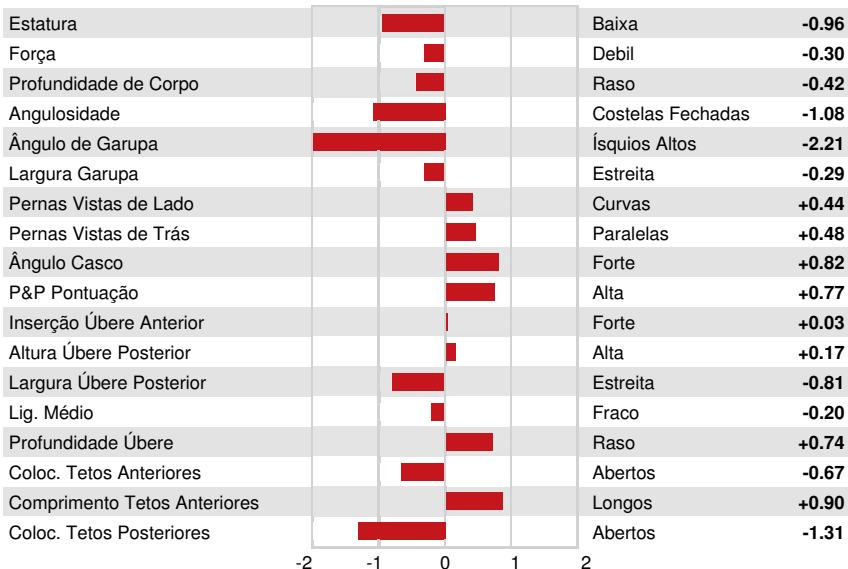 Estatura Baixa -0.96
Força Debil -0.30
Profundidade de Corpo Raso -0.42
Angulosidade Costelas Fechadas -1.08
Ângulo de Garupa Ísquios Altos -2.21
Largura Garupa Estreita -0.29
Pernas Vistas de Lado Curvas +0.44
Pernas Vistas de Trás Paralelas +0.48
Ângulo Casco Forte +0.82
P&P Pontuação Alta +0.77
Inserção Úbere Anterior Forte +0.03
Altura Úbere Posterior Alta +0.17
Largura Úbere Posterior Estreita -0.81
Lig. Médio Fraco -0.20
Profundidade Úbere Raso +0.74
Coloc. Tetos Anteriores Abertos -0.67
Comprimento Tetos Anteriores Longos +0.90
Coloc. Tetos Posteriores Abertos -1.31
-2 -1 0 1 2